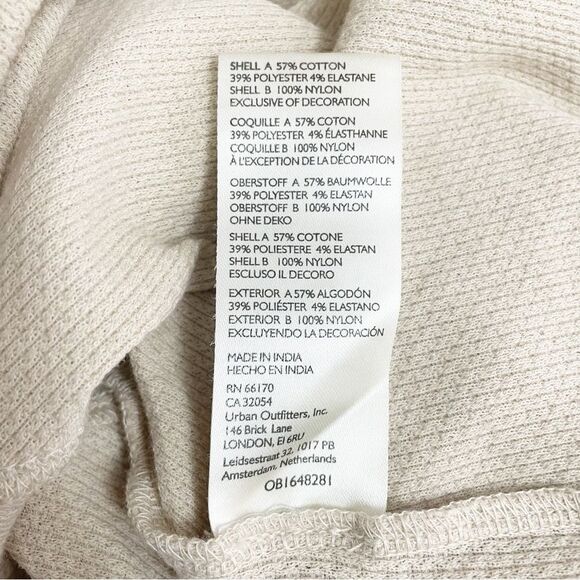 SHELL A 57% COTTON
39% POLYESTER 4% ELASTANE
SHELL B 100% NYLON
EXCLUSIVE OF DECORATION
COQUILLE A 57% COTON
39% POLYESTER 4% ÉLASTHANNE
COQUILLE B 100% NYLON
À L'EXCEPTION DE LA DÉCORATION
OBERSTOFF A 57% BAUMWOLLE
39% POLYESTER 4% ELASTAN
OBERSTOFF B 100% NYLON
OHNE DEKO
SHELL A 57% COTONE
39% POLIESTERE 4% ELASTAN
SHELL B 100% NYLON
ESCLUSO IL DECORO
EXTERIOR A 57% ALGODÓN
39% POLIÉSTER 4% ELASTANO
EXTERIOR B 100% NYLON
EXCLUYENDO LA DECORACIÓN
MADE IN INDIA
HECHO EN INDIA
RN 66170
CA 32054
Urban Outfitters, Inc.
146 Brick Lane
LONDON, E1 6RU
Leidsestraat 32, 1017 PB
Amsterdam, Netherlands
OB1648281